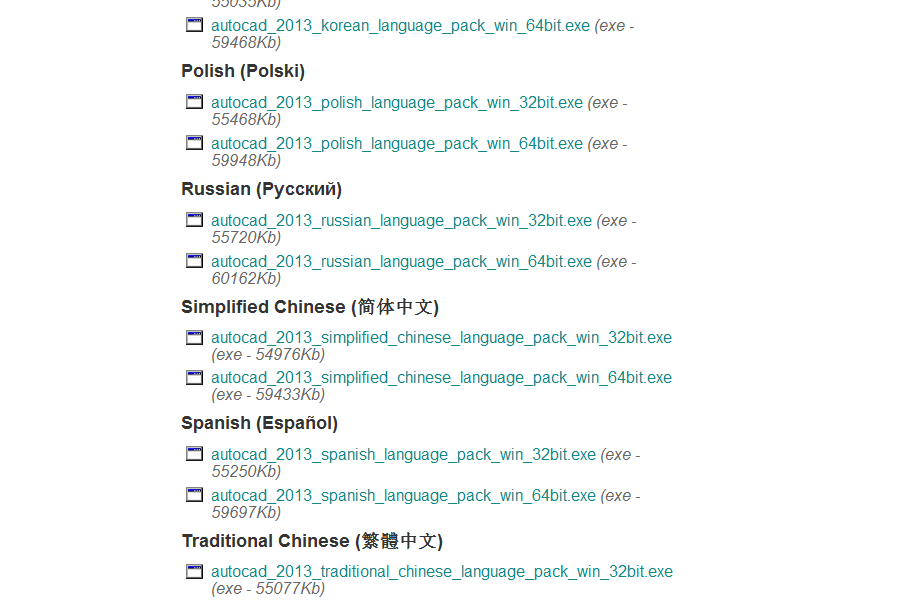 55035Kb)
autocad_2013_korean_language_pack_win_64bit.exe (exe -
59468Kb)
Polish (Polski)
autocad_2013_polish_language_pack_win_32bit.exe (exe -
55468Kb)
autocad_2013_polish_language_pack_win_64bit.exe (exe -
59948Kb)
Russian (Русский)
autocad_2013_russian_language_pack_win_32bit.exe (exe -
55720Kb)
autocad_2013_russian_language_pack_win_64bit.exe (exe -
60162Kb)
Simplified Chinese (简体中文)
autocad_2013_simplified_chinese_language_pack_win_32bit.exe
(exe - 54976Kb)
autocad_2013_simplified_chinese_language_pack_win_64bit.exe
(exe - 59433Kb)
Spanish (Español)
autocad_2013_spanish_language_pack_win_32bit.exe (exe -
55250Kb)
autocad_2013_spanish_language_pack_win_64bit.exe (exe -
59697Kb)
Traditional Chinese (繁體中文)
autocad_2013_traditional_chinese_language_pack_win_32bit.exe
(exe - 55077Kb)